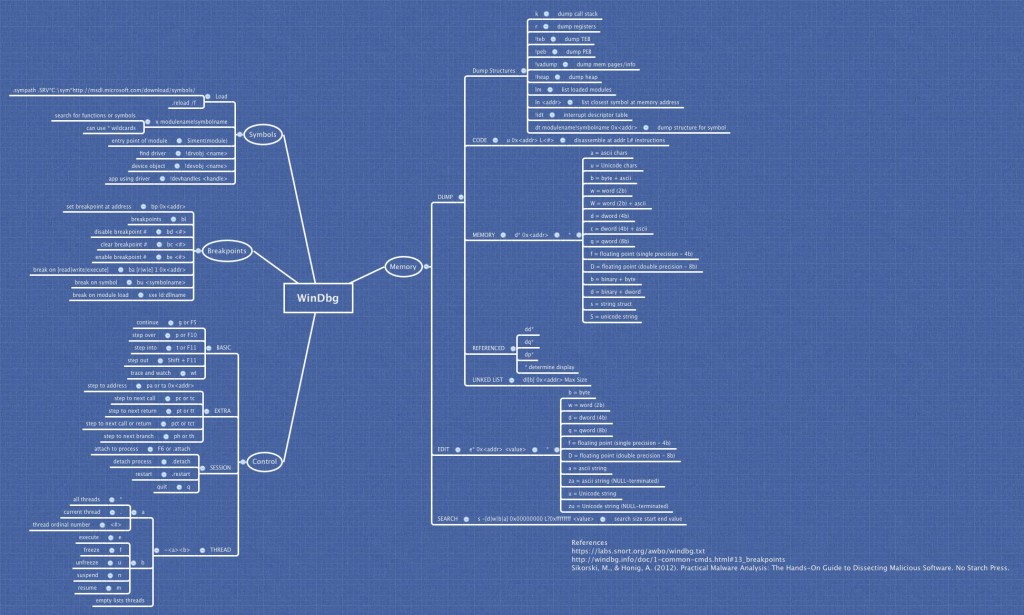 WinDbg
Symbols
Load
.sympath .SRV*C:\sym*http://msdl.microsoft.com/download/symbols/
.reload /f
x modulename!symbolname
search for functions or symbols
can use * wildcards
entry point of module $iment(module)
find driver !drvobj <name>
device object !devobj <name>
app using driver !devhandles <handle>
Breakpoints
set breakpoint at address bp 0x<addr>
breakpoints bl
disable breakpoint # bd <#>
clear breakpoint # bc <#>
enable breakpoint # be <#>
break on [read|write|execute] ba [r|w|e] 1 0x<addr>
break on symbol bu <symbolname>
break on module load sxe ld:dllname
Control
BASIC
continue g or F5
step over p or F10
step into t or F11
step out Shift + F11
trace and watch wt
EXTRA
step to address pa or ta 0x<addr>
step to next call pc or tc
step to next return pt or tt
step to next call or return pct or tct
step to next branch ph or th
SESSION
attach to process F6 or .attach
detach process .detach
restart .restart
quit q
THREAD
~<a><b>
a
all threads *
current thread .
thread ordinal number <#>
b
execute e
freeze f
unfreeze u
suspend n
resume m
empty lists threads
Memory
DUMP
Dump Structures
k dump call stack
r dump registers
!teb dump TEB
!peb dump PEB
!vadump dump mem pages/info
!heap dump heap
lm list loaded modules
ln <addr> list closest symbol at memory address
!idt interrupt descriptor table
dt modulename!symbolname 0x<addr> dump structure for symbol
CODE u 0x<addr> L<#> disassemble at addr L# instructions
MEMORY d* 0x<addr> *
a = ascii chars
u = Unicode chars
b = byte + ascii
w = word (2b)
W = word (2b) + ascii
d = dword (4b)
c = dword (4b) + ascii
q = qword (8b)
f = floating point (single precision - 4b)
D = floating point (double precision - 8b)
b = binary + byte
d = binary + dword
s = string struct
S = unicode string
REFERENCED
dd*
dq*
dp*
* determine display
LINKED LIST dl[b] 0x<addr> Max Size
EDIT e* 0x<addr> <value> *
b = byte
w = word (2b)
d = dword (4b)
q = qword (8b)
f = floating point (single precision - 4b)
D = floating point (double precision - 8b)
a = ascii string
za = ascii string (NULL-terminated)
u = Unicode string
zu = Unicode string (NULL-terminated)
SEARCH s -[d|w|b|a] 0x00000000 L?0xffffffff <value> search size start end value
References
https://labs.snort.org/awbo/windbg.txt
http://windbg.info/doc/1-common-cmds.html#13_breakpoints
Sikorski, M., & Honig, A. (2012). Practical Malware Analysis: The Hands-On Guide to Dissecting Malicious Software. No Starch Press.